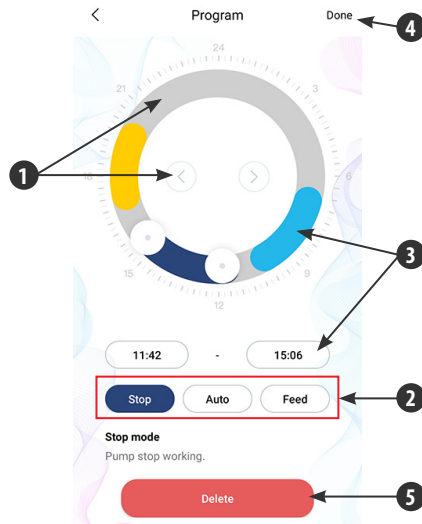 Program
Done
4
24
21
3
1
18
6
15
9
3
12
11:42 - 15:06
Stop Auto Feed
2
Stop mode
Pump stop working.
Delete
5